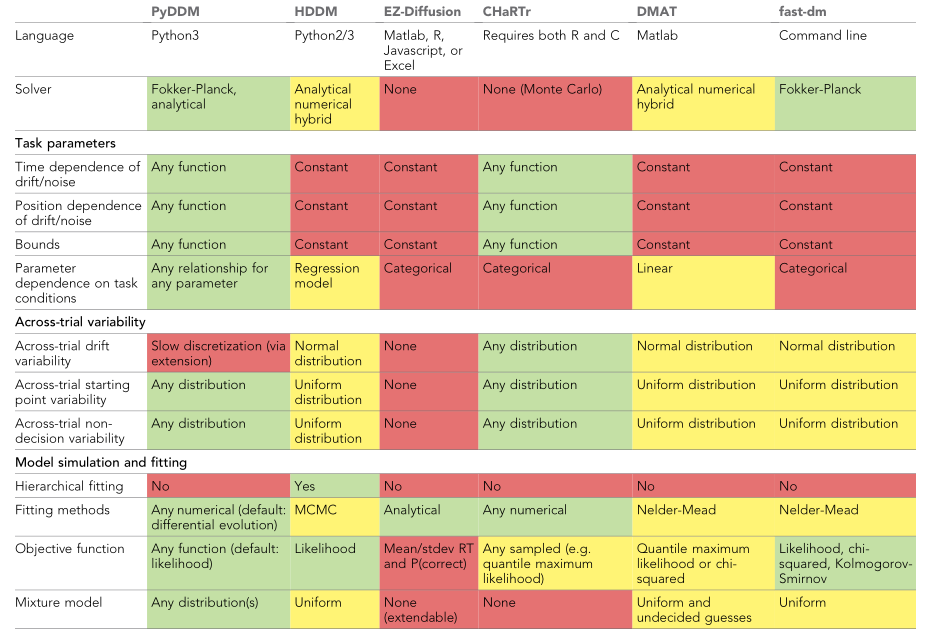 PyDDM HDDM EZ-Diffusion CHaRTr DMAT fast-dm
Language Python3 Python2/3 Matlab, R, Requires both R and C Matlab Command line
Javascript, or
Excel
Solver Fokker-Planck, Analytical None None (Monte Carlo) Analytical numerical Fokker-Planck
analytical numerical hybrid
hybrid
Task parameters
Time dependence of Any function Constant Constant Any function Constant Constant
drift/noise
Position dependence Any function Constant Constant Any function Constant Constant
of drift/noise
Bounds Any function Constant Constant Any function Constant Constant
Parameter Any relationship for Regression Categorical Categorical Linear Categorical
dependence on task any parameter model
conditions
Across-trial variability
Across-trial drift Slow discretization (via Normal None Any distribution Normal distribution Normal distribution
variability extension) distribution
Across-trial starting Any distribution Uniform None Any distribution Uniform distribution Uniform distribution
point variability distribution
Across-trial non- Any distribution Uniform None Any distribution Uniform distribution Uniform distribution
decision variability distribution
Model simulation and fitting
Hierarchical fitting No Yes No No No No
Fitting methods Any numerical (default: MCMC Analytical Any numerical Nelder-Mead Nelder-Mead
differential evolution)
Objective function Any function (default: Likelihood Mean/stdev RT Any sampled (e.g. Quantile maximum Likelihood, chi-
likelihood) and P(correct) quantile maximum likelihood or chi- squared, Kolmogorov-
likelihood) squared Smirnov
Mixture model Any distribution(s) Uniform None None Uniform and Uniform
(extendable) undecided guesses